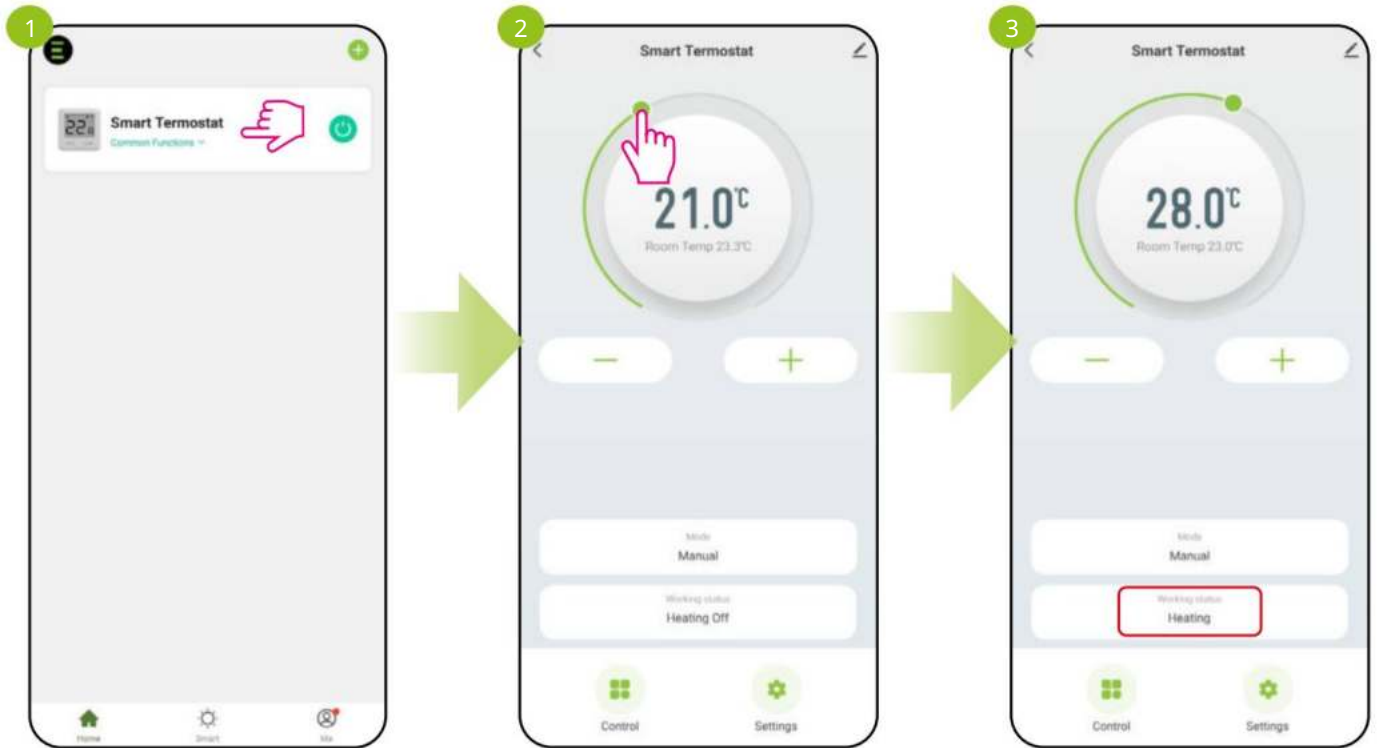 1
Smart Termostat
Common Functions
Home
Smart
Me
2
Smart Termostat
21.0℃
Room Temp 23.3℃
Mode
Manual
Working status
Heating Off
Control
Settings
3
Smart Termostat
28.0℃
Room Temp 23.0℃
Mode
Manual
Working status
Heating
Control
Settings